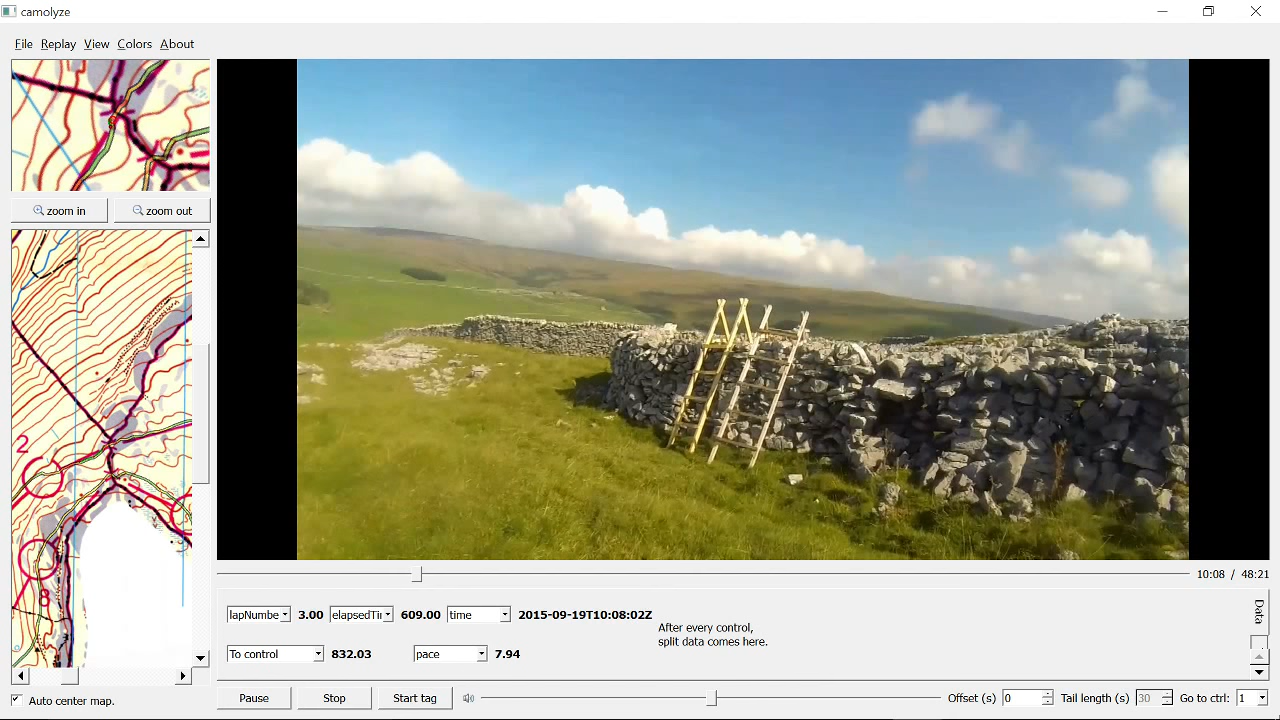 camolyze
File Replay View Colors About
zoom in zoom out
2
8
10:08 / 48:21
lapNumbe 3.00 elapsedTi 609.00 time 2015-09-19T10:08:02Z
After every control,
split data comes here.
To control 832.03 pace 7.94
Data
Auto center map.
Pause Stop Start tag Offset (s) 0 Tail length (s) 30 Go to ctrl: 1